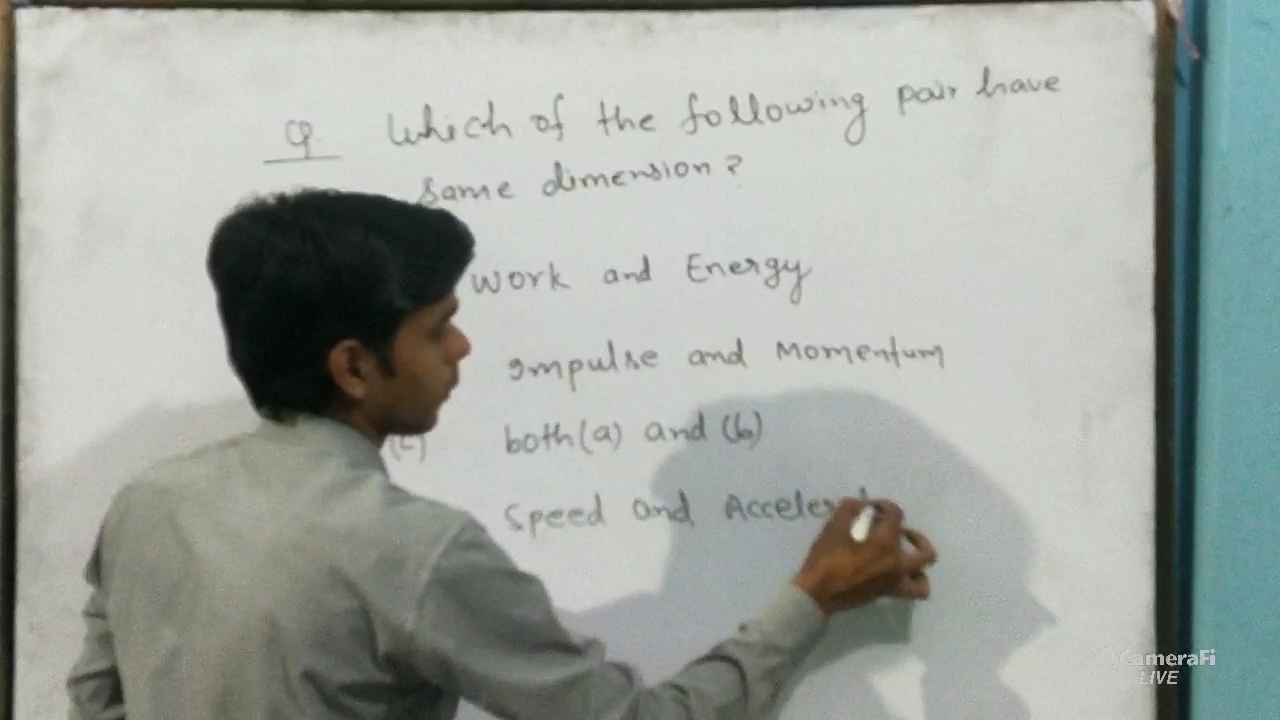 Q Which of the following pair have
same dimension?
Work and Energy
Impulse and Momentum
(c) both (a) and (b)
Speed and Accelerat
CameraFi
LIVE